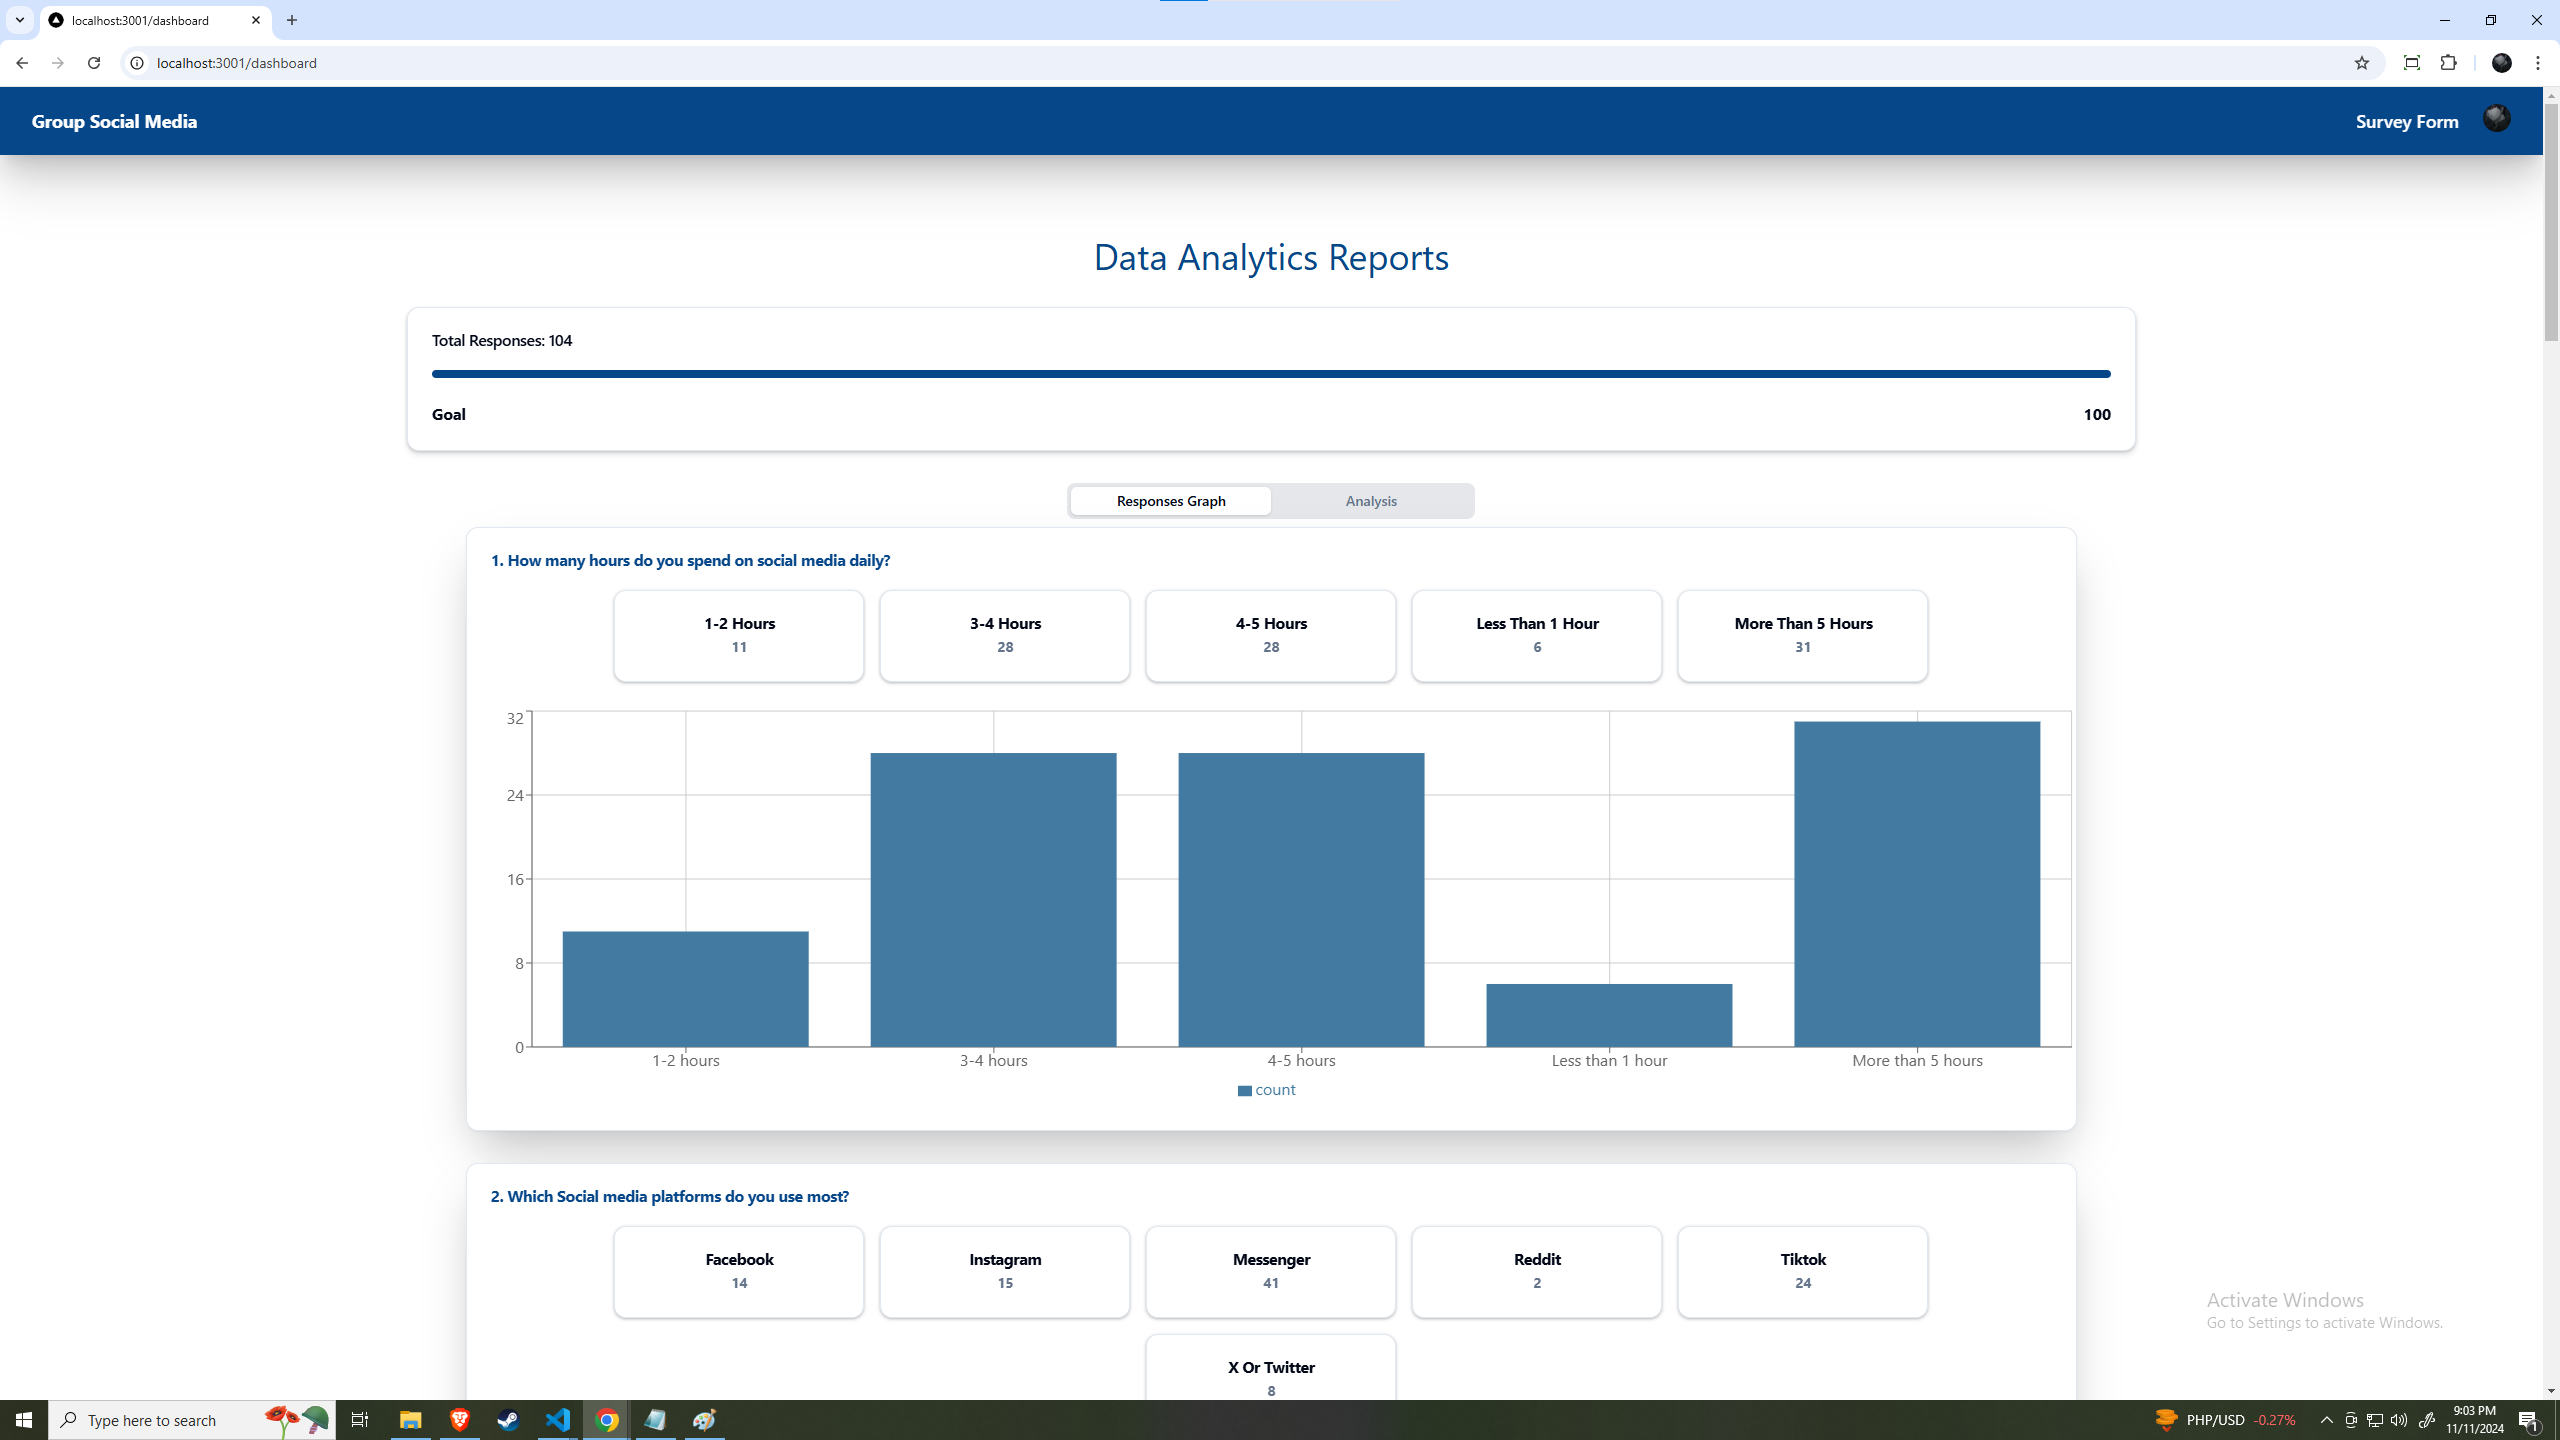 localhost:3001/dashboard
localhost:3001/dashboard
Group Social Media
Survey Form
Data Analytics Reports
Total Responses: 104
Goal
100
Responses Graph
Analysis
1. How many hours do you spend on social media daily?
1-2 Hours
11
3-4 Hours
28
4-5 Hours
28
Less Than 1 Hour
6
More Than 5 Hours
31
32
24
16
8
0
1-2 hours
3-4 hours
4-5 hours
Less than 1 hour
More than 5 hours
count
2. Which Social media platforms do you use most?
Facebook
14
Instagram
15
Messenger
41
Reddit
2
Tiktok
24
X Or Twitter
8
Activate Windows
Go to Settings to activate Windows.
Type here to search
PHP/USD -0.27%
9:03 PM
11/11/2024
1